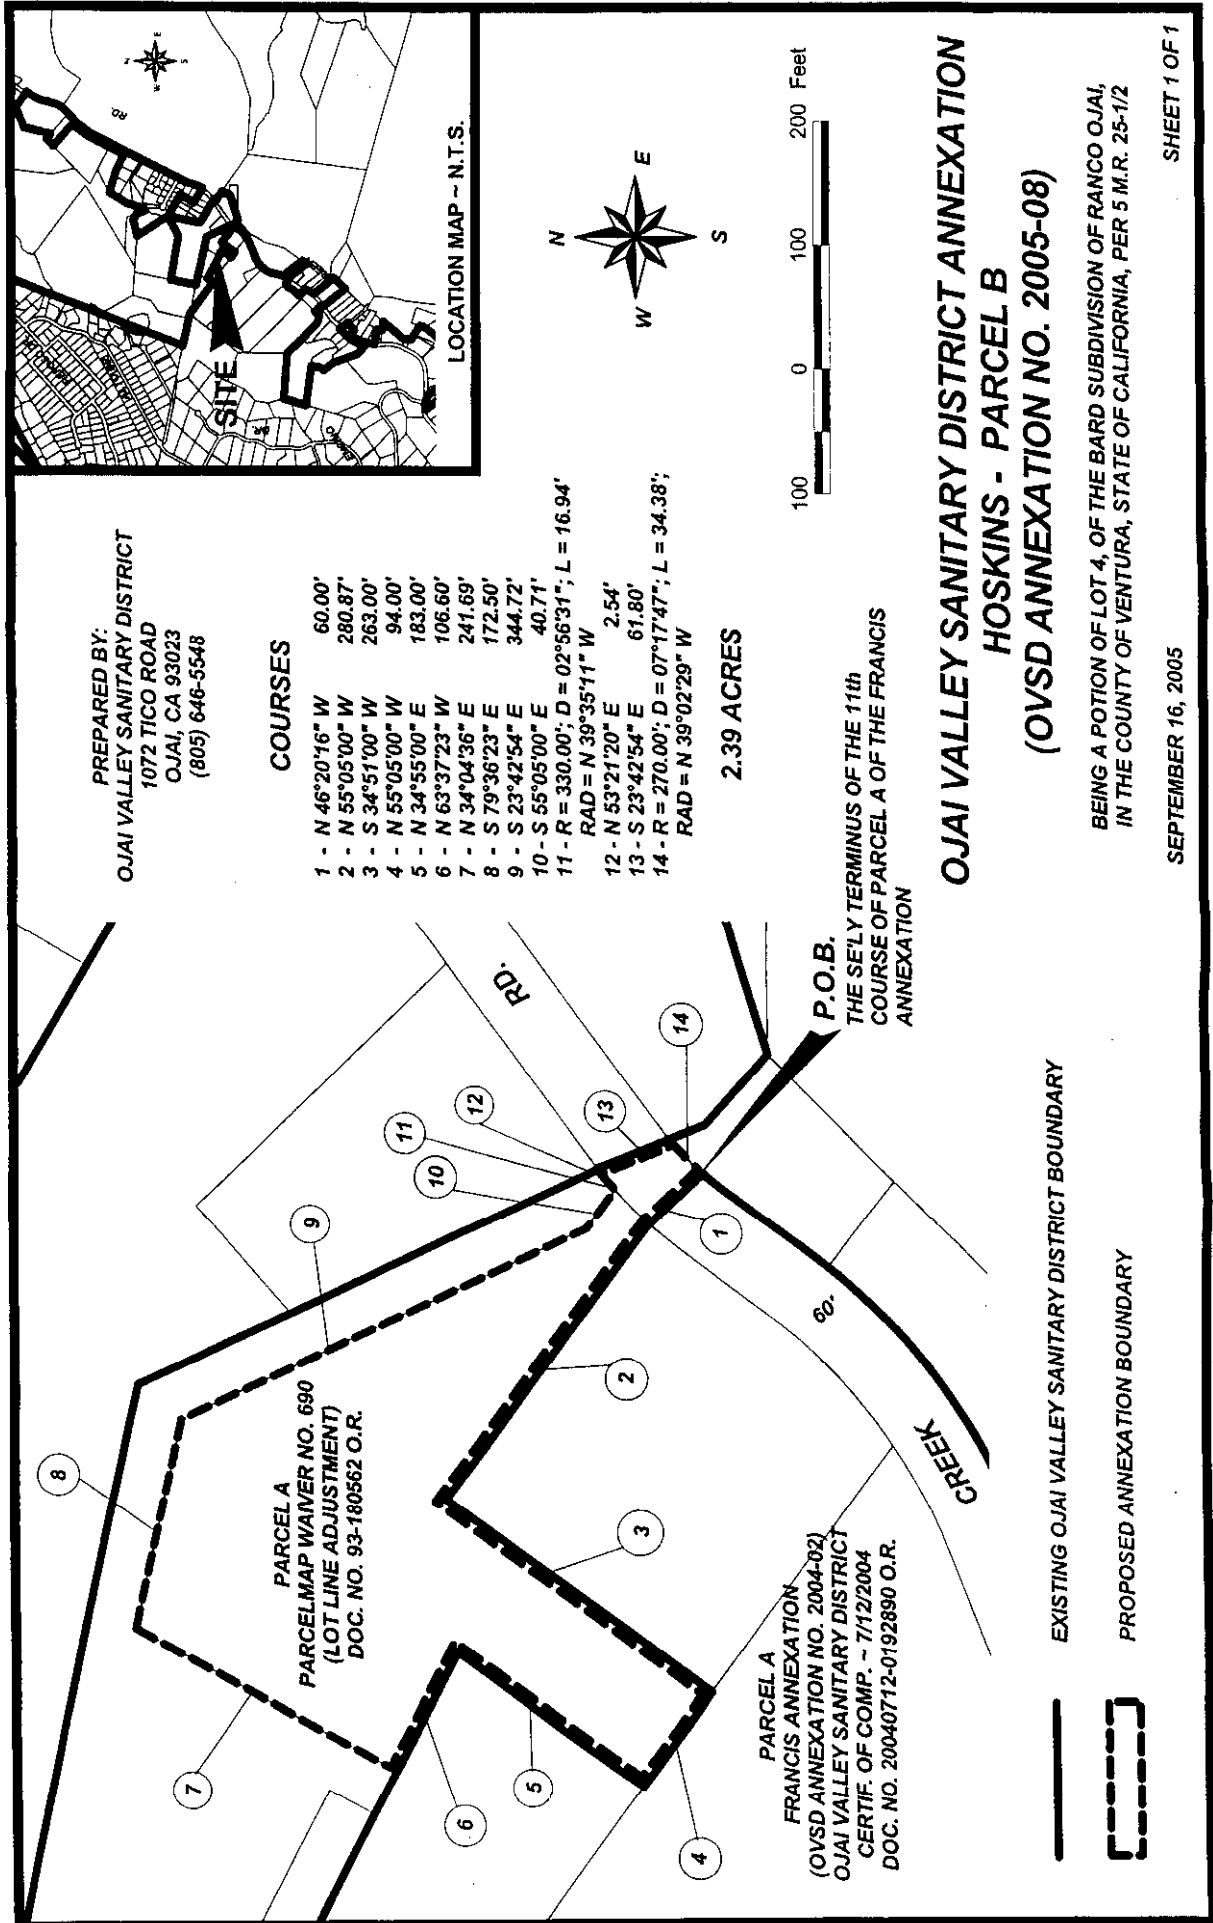 PREPARED BY:
OJAI VALLEY SANITARY DISTRICT
1072 TICO ROAD
OJAI, CA 93023
(805) 646-5548
COURSES
1 - N 46°20'16" W 60.00'
2 - N 55°05'00" W 280.87'
3 - S 34°51'00" W 263.00'
4 - N 55°05'00" W 94.00'
5 - N 34°55'00" E 183.00'
6 - N 63°37'23" W 106.60'
7 - N 34°04'36" E 241.69'
8 - S 79°36'23" E 172.50'
9 - S 23°42'54" E 344.72'
10- S 55°05'00" E 40.71'
11 - R = 330.00'; D = 02°56'31"; L = 16.94'
RAD = N 39°35'11" W
12 - N 53°21'20" E 2.54'
13 - S 23°42'54" E 61.80'
14 - R = 270.00'; D = 07°17'47"; L = 34.38';
RAD = N 39°02'29" W
2.39 ACRES
N
E
S
W
RD.
SITE
DR.
LOCATION MAP ~ N.T.S.
N
E
S
W
100
0
100
200 Feet
8
9
10
11
12
13
14
RD.
PARCEL A
PARCELMAP WAIVER NO. 690
(LOT LINE ADJUSTMENT)
DOC. NO. 93-180562 O.R.
7
6
5
4
3
2
1
60'
CREEK
P.O.B.
THE SE'LY TERMINUS OF THE 11th
COURSE OF PARCEL A OF THE FRANCIS
ANNEXATION
PARCEL A
FRANCIS ANNEXATION
(OVSD ANNEXATION NO. 2004-02)
OJAI VALLEY SANITARY DISTRICT
CERTIF. OF COMP. ~ 7/12/2004
DOC. NO. 20040712-0192890 O.R.
EXISTING OJAI VALLEY SANITARY DISTRICT BOUNDARY
PROPOSED ANNEXATION BOUNDARY
OJAI VALLEY SANITARY DISTRICT ANNEXATION
HOSKINS - PARCEL B
(OVSD ANNEXATION NO. 2005-08)
BEING A POTION OF LOT 4, OF THE BARD SUBDIVISION OF RANCO OJAI,
IN THE COUNTY OF VENTURA, STATE OF CALIFORNIA, PER 5 M.R. 25-1/2
SEPTEMBER 16, 2005
SHEET 1 OF 1